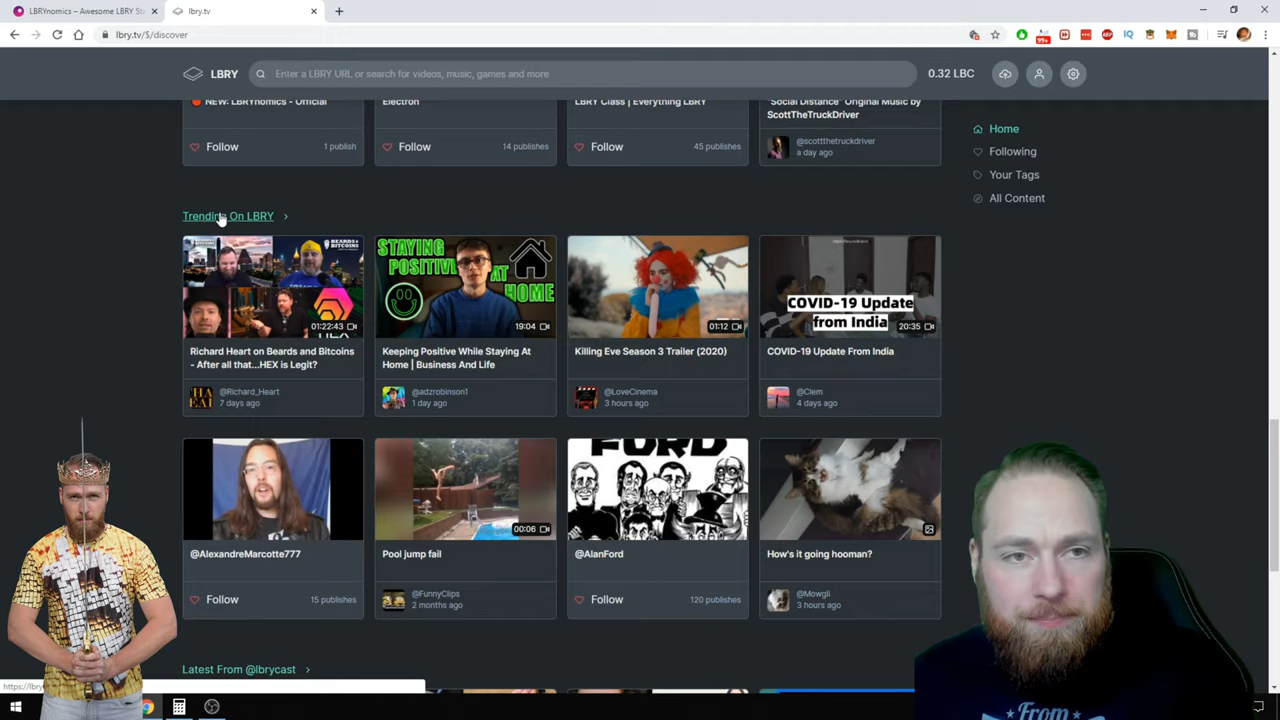 LBRYnomics – Awesome LBRY Sta
lbry.tv
lbry.tv/$/discover
99+
LBRY
Enter a LBRY URL or search for videos, music, games and more
0.32 LBC
NEW: LBRYnomics - Official
Electron
LBRY Class | Everything LBRY
"Social Distance" Original Music by
ScottTheTruckDriver
Follow
1 publish
Follow
14 publishes
Follow
45 publishes
@scottthetruckdriver
a day ago
Home
Following
Your Tags
All Content
Trending On LBRY
BEARDS & BITCOINS
HEX
01:22:43
STAYING
POSITIVE AT
HOME
19:04
01:12
COVID-19 Update
from India
20:35
Richard Heart on Beards and Bitcoins
- After all that...HEX is Legit?
Keeping Positive While Staying At
Home | Business And Life
Killing Eve Season 3 Trailer (2020)
COVID-19 Update From India
@Richard_Heart
7 days ago
@adzrobinson1
1 day ago
@LoveCinema
3 hours ago
@Clem
4 days ago
FORD
00:06
@AlexandreMarcotte777
Pool jump fail
@AlanFord
How's it going hooman?
Follow
15 publishes
@FunnyClips
2 months ago
Follow
120 publishes
@Mowgli
3 hours ago
Latest From @lbrycast
https://lbry
From